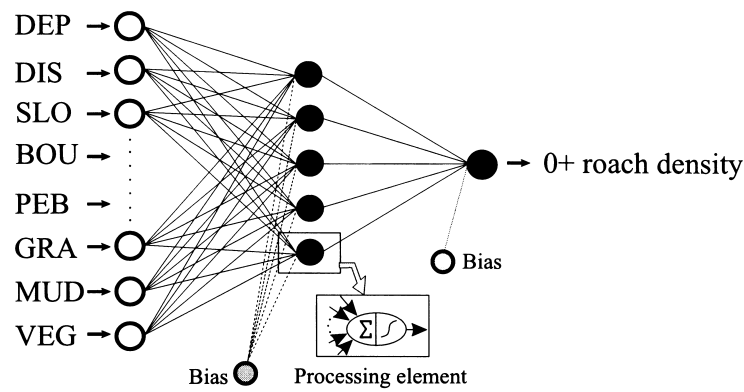 DEP
DIS
SLO
BOU
PEB
GRA
MUD
VEG
0+ roach density
Bias
Σ
Bias
Processing element